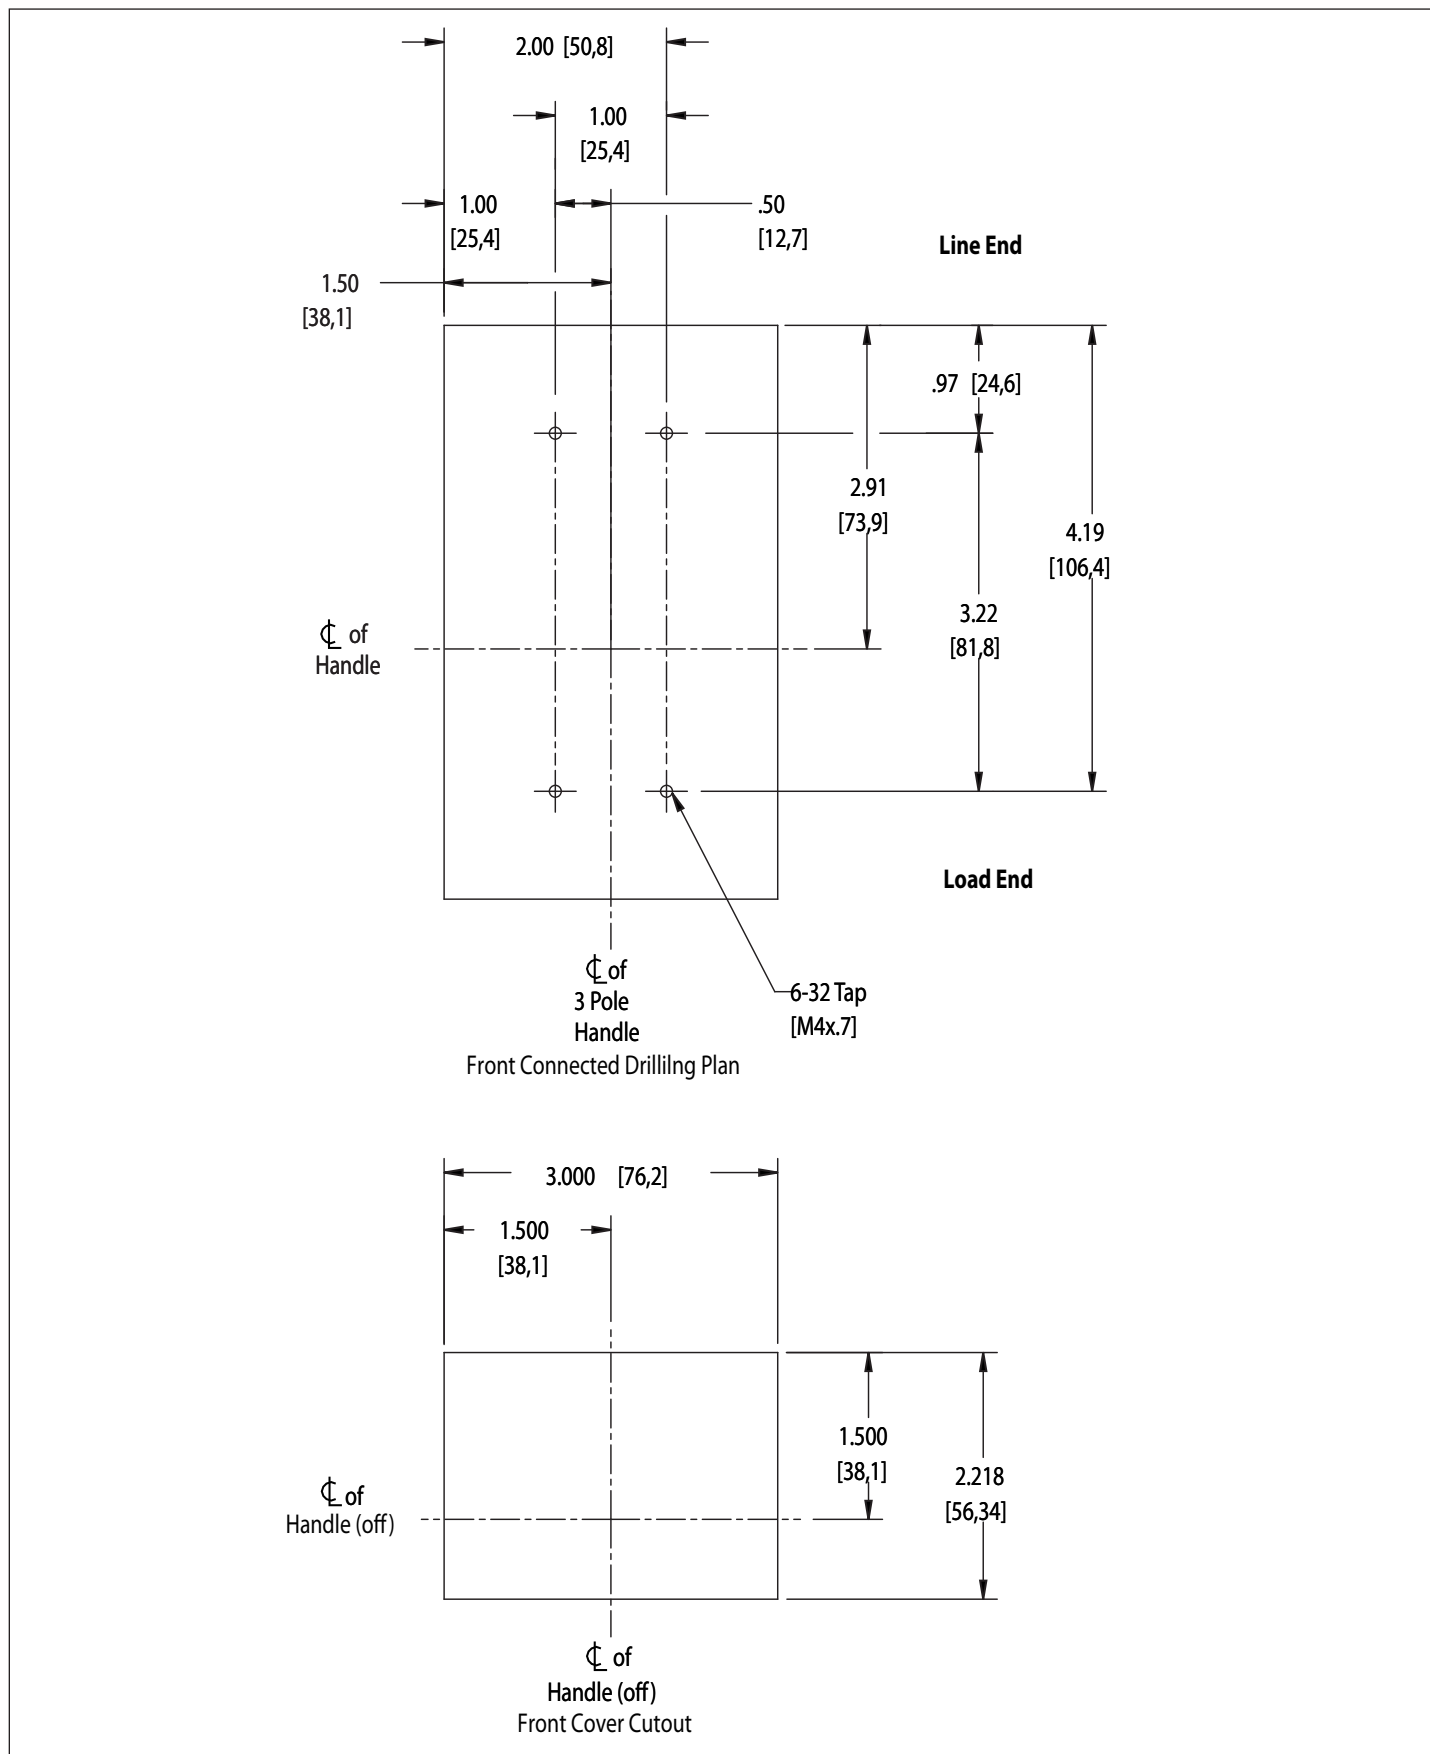 2.00 [50,8]
1.00
[25,4]
1.00
[25,4]
.50
[12,7]
Line End
1.50
[38,1]
.97 [24,6]
2.91
[73,9]
4.19
[106,4]
3.22
[81,8]
℄ of
Handle
Load End
℄ of
3 Pole
Handle
6-32 Tap
[M4x.7]
Front Connected Drillilng Plan
3.000 [76,2]
1.500
[38,1]
1.500
[38,1]
2.218
[56,34]
℄ of
Handle (off)
℄ of
Handle (off)
Front Cover Cutout